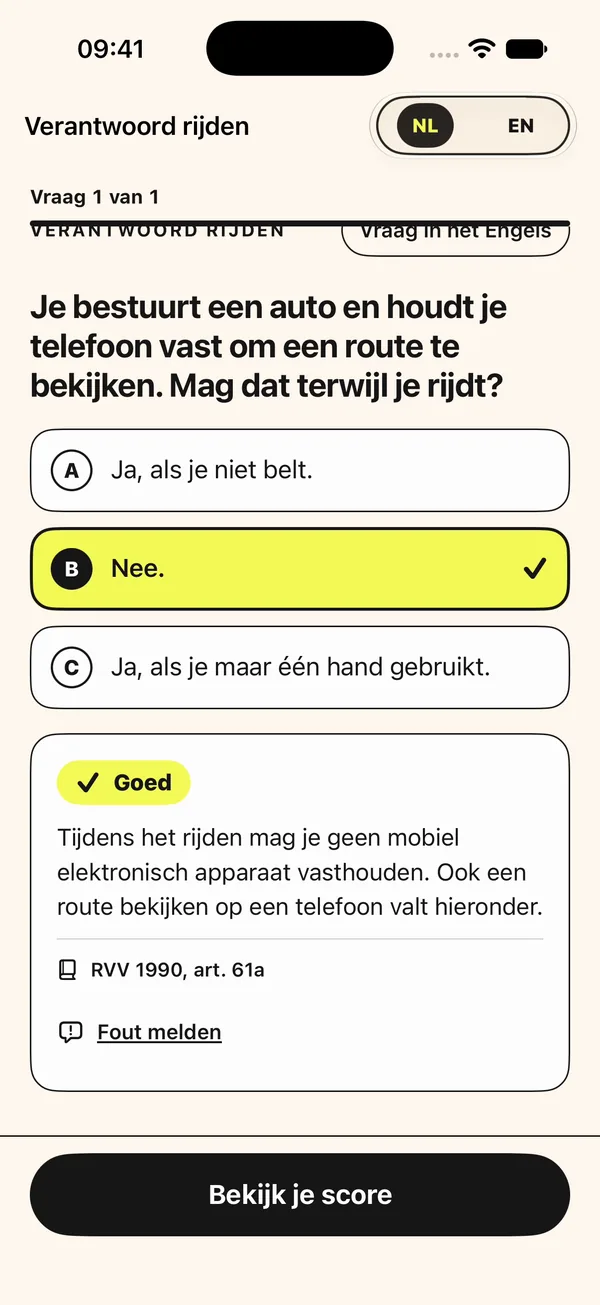 09:41
Verantwoord rijden
NL
EN
Vraag 1 van 1
VERANTWOORD RIJDEN
Vraag in het Engels
Je bestuurt een auto en houdt je
telefoon vast om een route te
bekijken. Mag dat terwijl je rijdt?
A
Ja, als je niet belt.
B
Nee.
C
Ja, als je maar één hand gebruikt.
Goed
Tijdens het rijden mag je geen mobiel
elektronisch apparaat vasthouden. Ook een
route bekijken op een telefoon valt hieronder.
RVV 1990, art. 61a
Fout melden
Bekijk je score